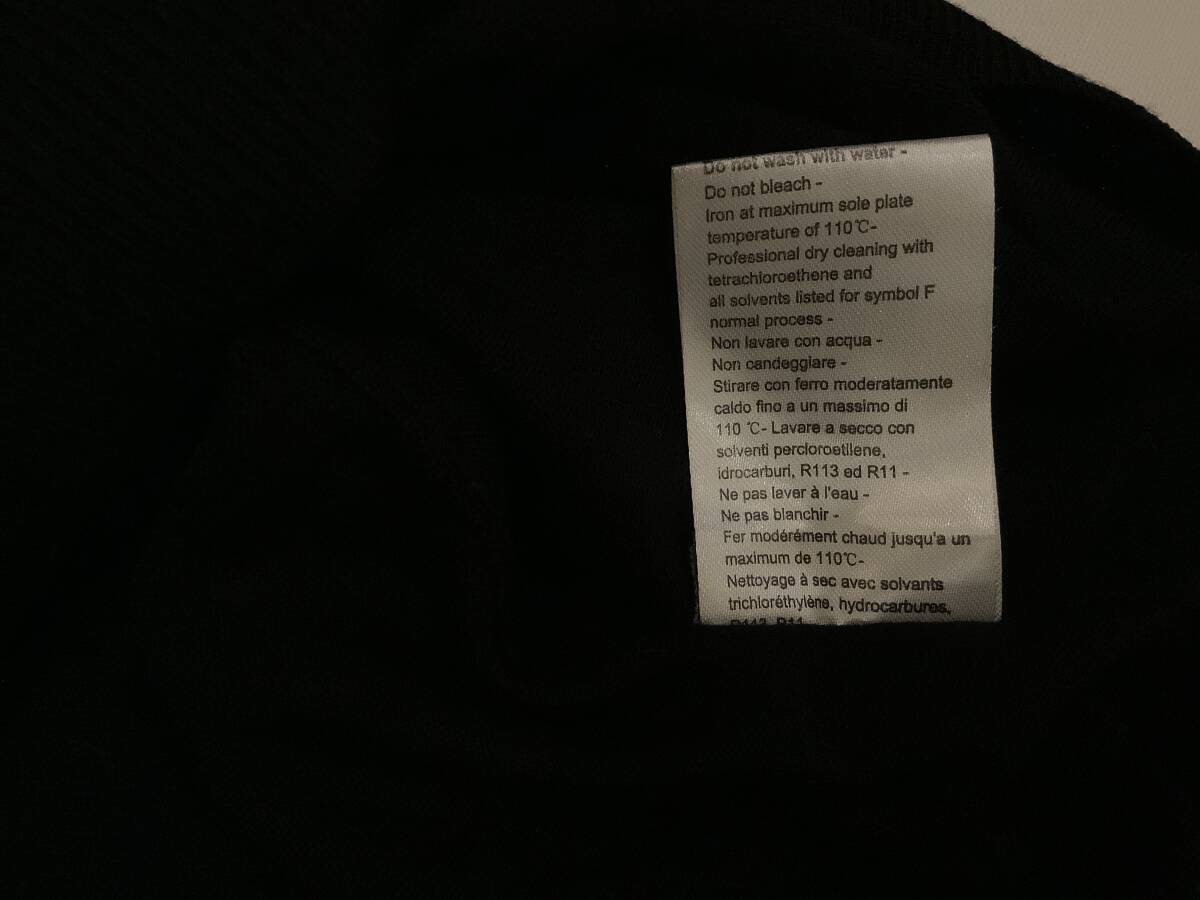 Do not wash with water -
Do not bleach -
Iron at maximum sole plate
temperature of 110℃-
Professional dry cleaning with
tetrachloroethene and
all solvents listed for symbol F
normal process -
Non lavare con acqua -
Non candeggiare -
Stirare con ferro moderatamente
caldo fino a un massimo di
110 ℃- Lavare a secco con
solventi percloroetilene,
idrocarburi, R113 ed R11 -
Ne pas laver à l'eau -
Ne pas blanchir -
Fer modérément chaud jusqu'a un
maximum de 110℃-
Nettoyage à sec avec solvants
trichloréthylène, hydrocarbures,
R113, R11